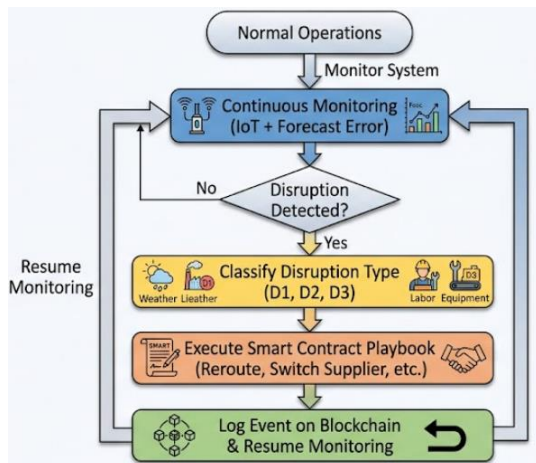 Normal Operations
Monitor System
Continuous Monitoring
(IoT + Forecast Error)
No
Disruption
Detected?
Yes
Resume
Monitoring
Classify Disruption Type
(D1, D2, D3)
D1
Weather Lieather
Labor Equipment
D3
SMART
Execute Smart Contract Playbook
(Reroute, Switch Supplier, etc.)
Log Event on Blockchain
& Resume Monitoring